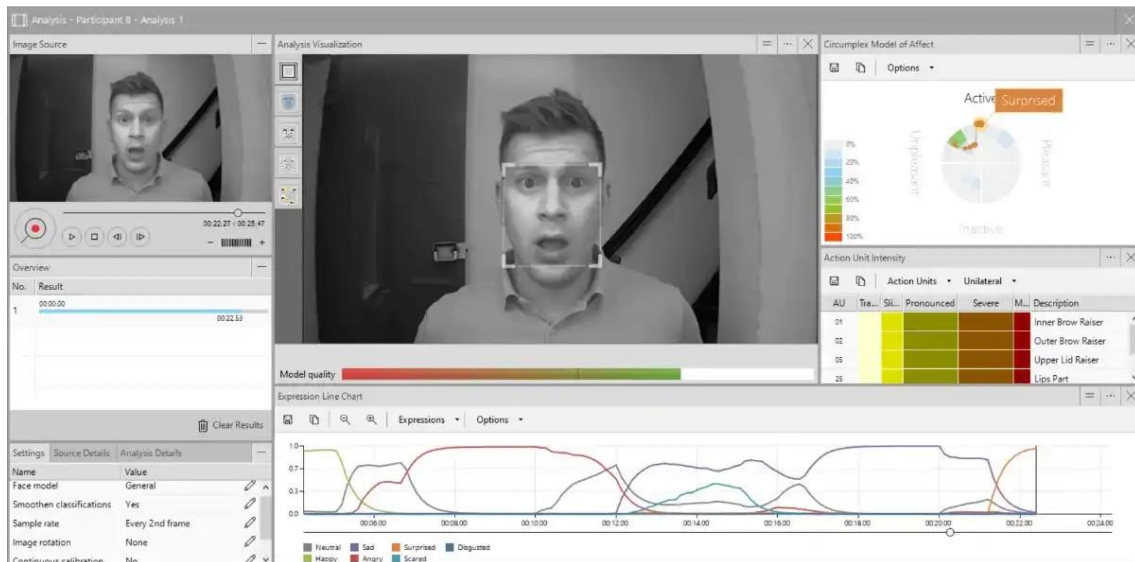 Analysis - Participant 8 - Analysis 1
Image Source
00:22.27 / 00:25.47
Overview
No. Result
1
00:00.00
00:22.53
Clear Results
Settings Source Details Analysis Details
Name Value
Face model General
Smoothen classifications Yes
Sample rate Every 2nd frame
Image rotation None
Continuous calibration No
Analysis Visualization
Model quality
Circumplex Model of Affect
Options
Active
Surprised
Unpleasant
Pleasant
Inactive
0%
20%
40%
60%
80%
100%
Action Unit Intensity
Action Units Unilateral
AU Tra... Sli... Pronounced Severe M... Description
01 Inner Brow Raiser
02 Outer Brow Raiser
05 Upper Lid Raiser
25 Lips Part
Expression Line Chart
Expressions Options
1.0
0.7
0.3
0.0
00:06.00 00:08.00 00:10.00 00:12.00 00:14.00 00:16.00 00:18.00 00:20.00 00:22.00 00:24.00
Neutral Sad Surprised Disgusted
Happy Angry Scared